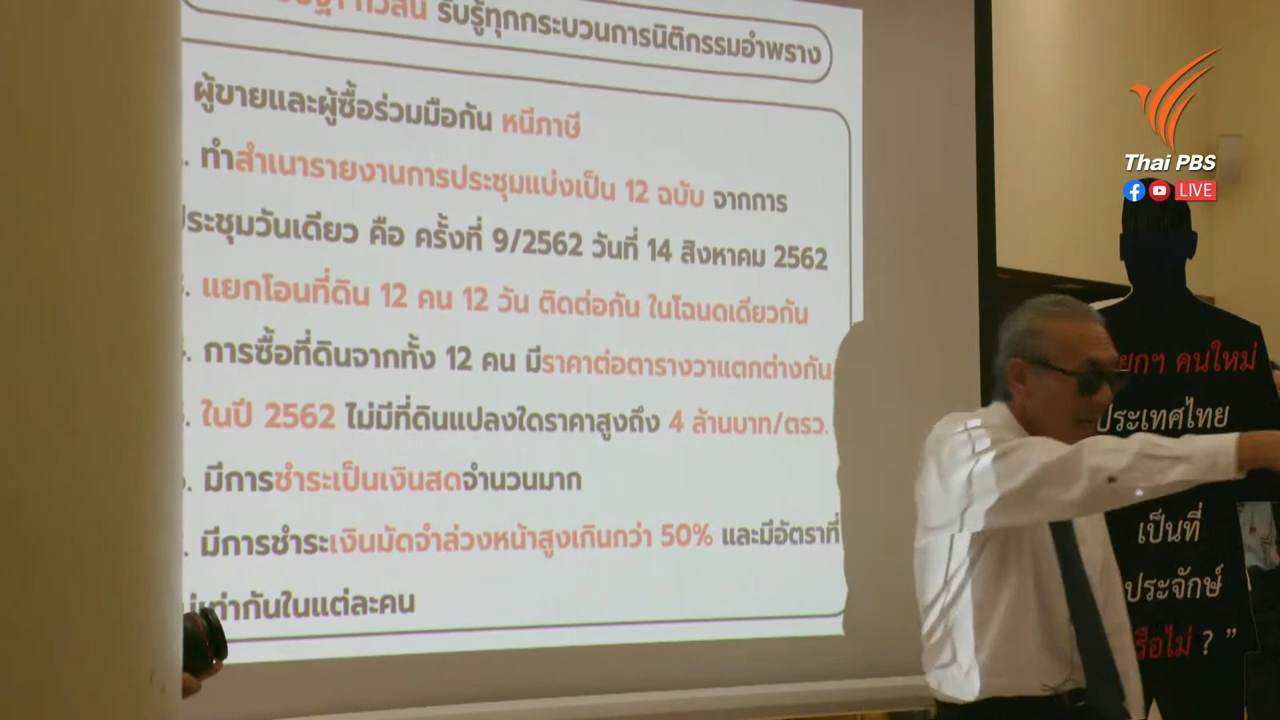 ทวีสิน รับรู้ทุกกระบวนการนิติกรรมอำพราง
ผู้ขายและผู้ซื้อร่วมมือกัน หนีภาษี
ทำสำเนารายงานการประชุมแบ่งเป็น 12 ฉบับ จากการ
ประชุมวันเดียว คือ ครั้งที่ 9/2562 วันที่ 14 สิงหาคม 2562
แยกโอนที่ดิน 12 คน 12 วัน ติดต่อกัน ในโฉนดเดียวกัน
การซื้อที่ดินจากทั้ง 12 คน มีราคาต่อตารางวาแตกต่างกัน
ในปี 2562 ไม่มีที่ดินแปลงใดราคาสูงถึง 4 ล้านบาท/ตรว.
มีการชำระเป็นเงินสดจำนวนมาก
มีการชำระเงินมัดจำล่วงหน้าสูงเกินกว่า 50% และมีอัตราที่
เท่ากันในแต่ละคน
Thai PBS
LIVE
คนใหม่
ประเทศไทย
เป็นที่
ประจักษ์
หรือไม่ ? ”